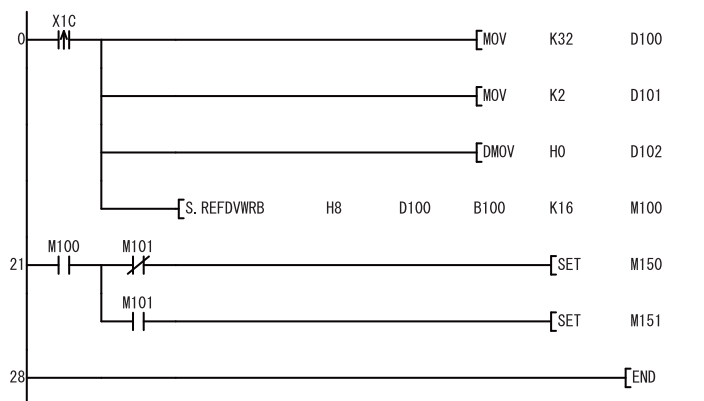 X1C
0 MOV K32 D100
MOV K2 D101
DMOV H0 D102
S.REFDVWRB H8 D100 B100 K16 M100
M100 M101
21 SET M150
M101
SET M151
28 END